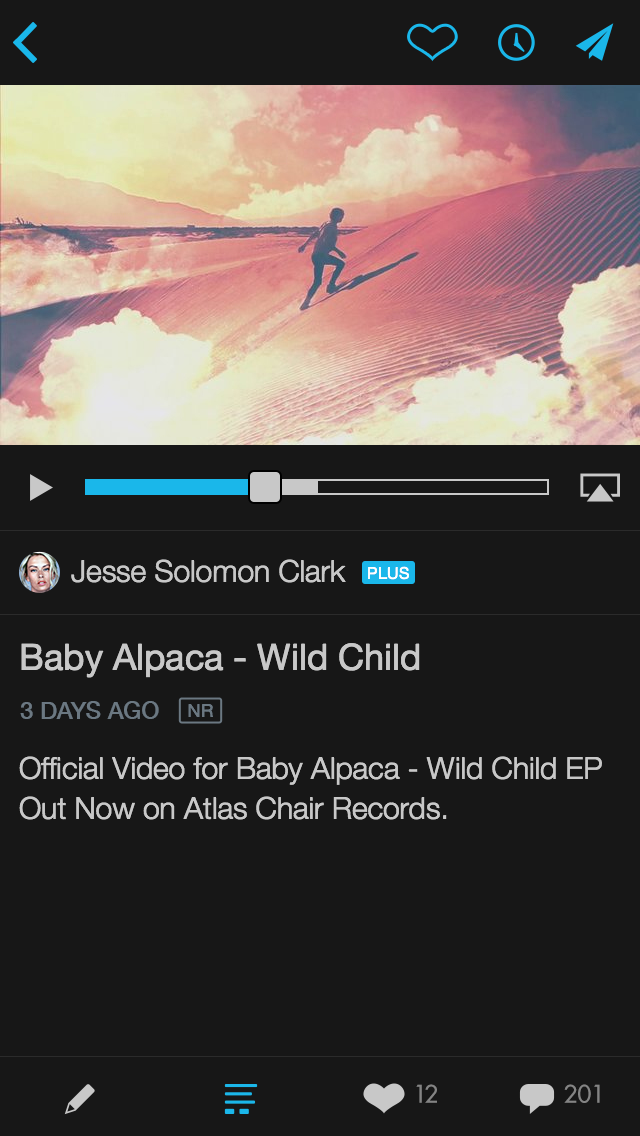 Jesse Solomon Clark PLUS
Baby Alpaca - Wild Child
3 DAYS AGO NR
Official Video for Baby Alpaca - Wild Child EP
Out Now on Atlas Chair Records.
12 201